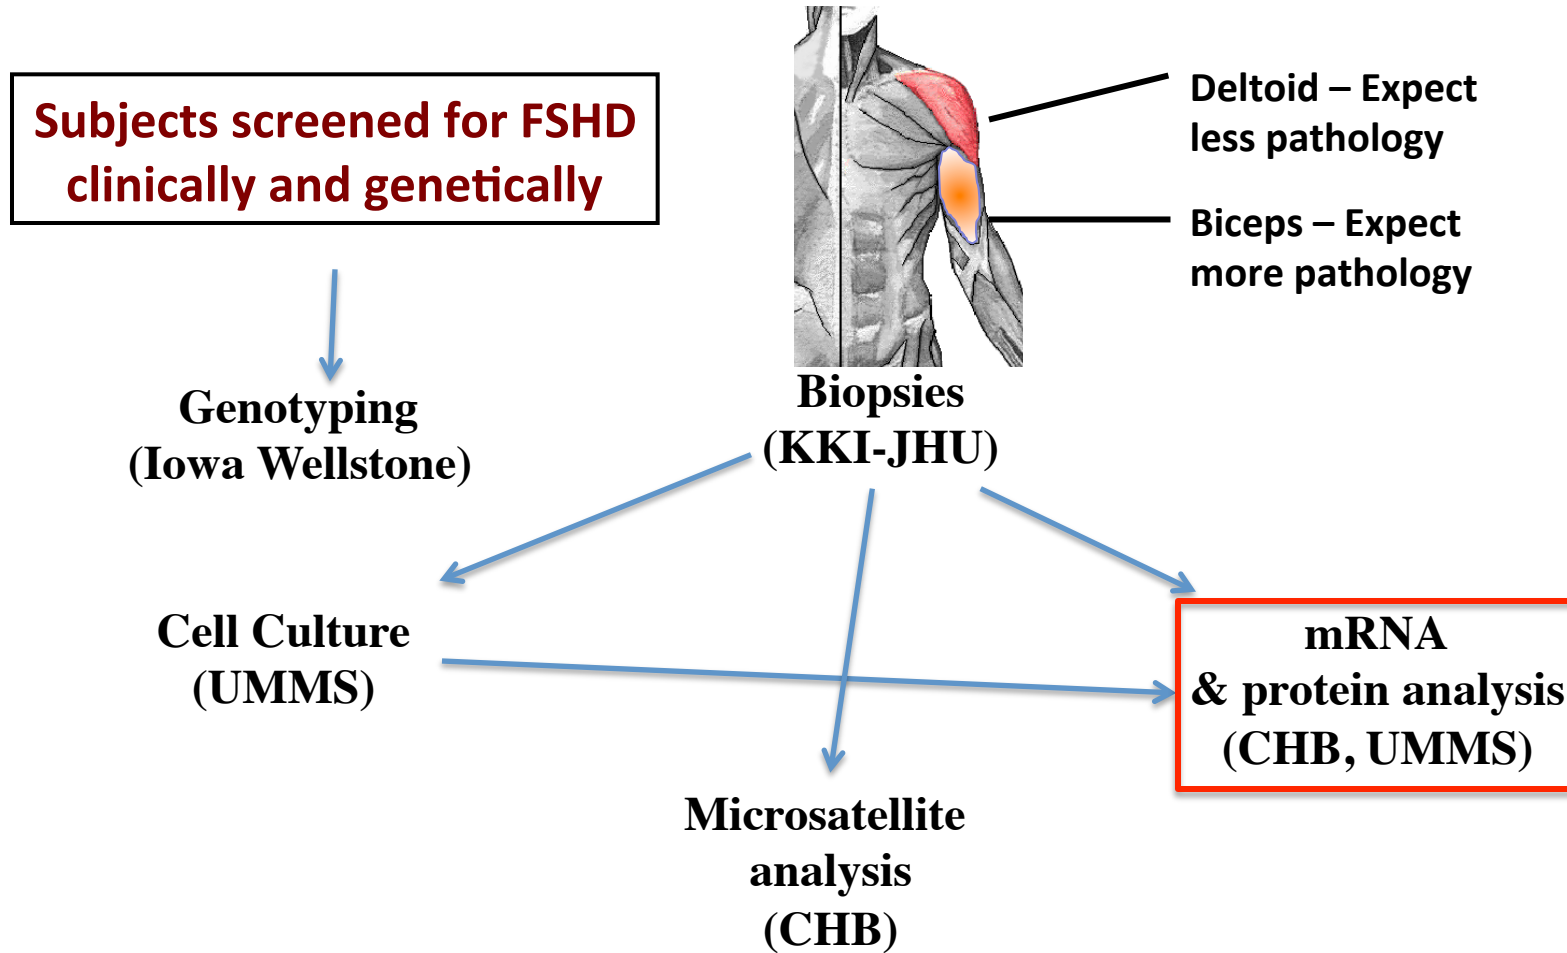 Subjects screened for FSHD
clinically and genetically
Deltoid – Expect
less pathology
Biceps – Expect
more pathology
Genotyping
(Iowa Wellstone)
Biopsies
(KKI-JHU)
Cell Culture
(UMMS)
mRNA
& protein analysis
(CHB, UMMS)
Microsatellite
analysis
(CHB)